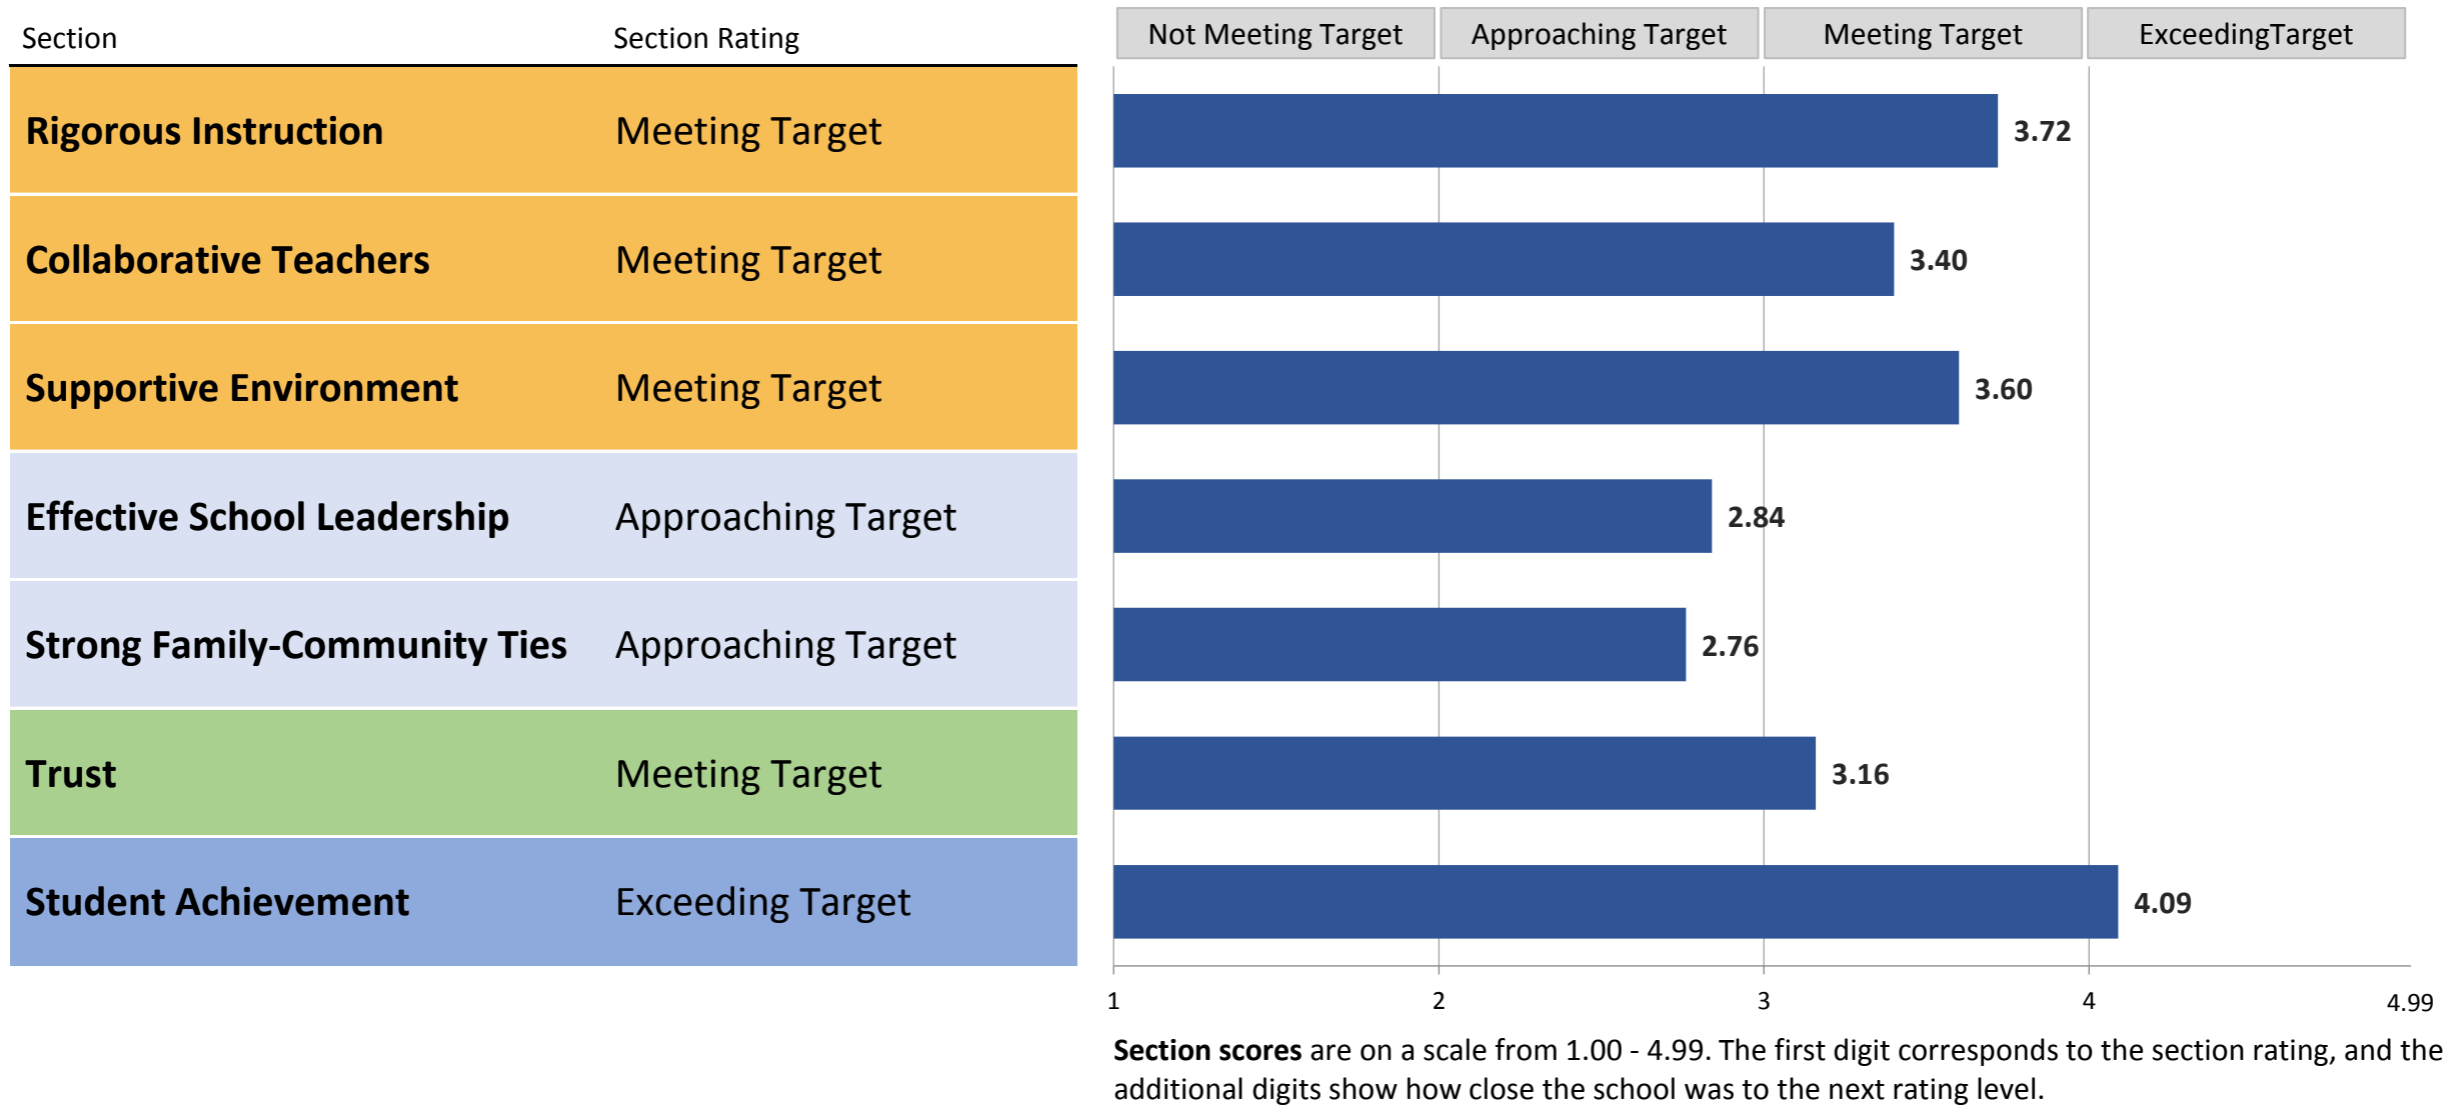 Section Section Rating Not Meeting Target Approaching Target Meeting Target ExceedingTarget
Rigorous Instruction Meeting Target 3.72
Collaborative Teachers Meeting Target 3.40
Supportive Environment Meeting Target 3.60
Effective School Leadership Approaching Target 2.84
Strong Family-Community Ties Approaching Target 2.76
Trust Meeting Target 3.16
Student Achievement Exceeding Target 4.09
1 2 3 4 4.99
Section scores are on a scale from 1.00 - 4.99. The first digit corresponds to the section rating, and the
additional digits show how close the school was to the next rating level.